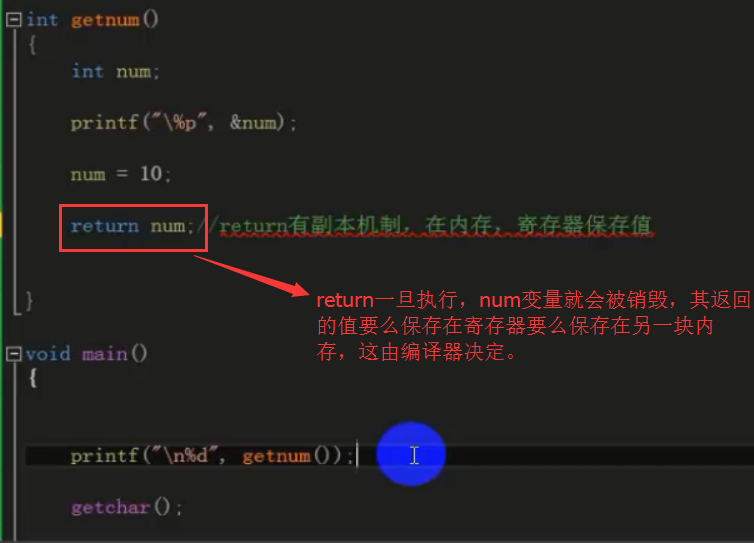 int getnum()
{
int num;
printf("\%p", &num);
num = 10;
return num;//return有副本机制，在内存，寄存器保存值
return一旦执行，num变量就会被销毁，其返回
的值要么保存在寄存器要么保存在另一块内
存，这由编译器决定。
}
void main()
{
printf("\n%d", getnum());
getchar();